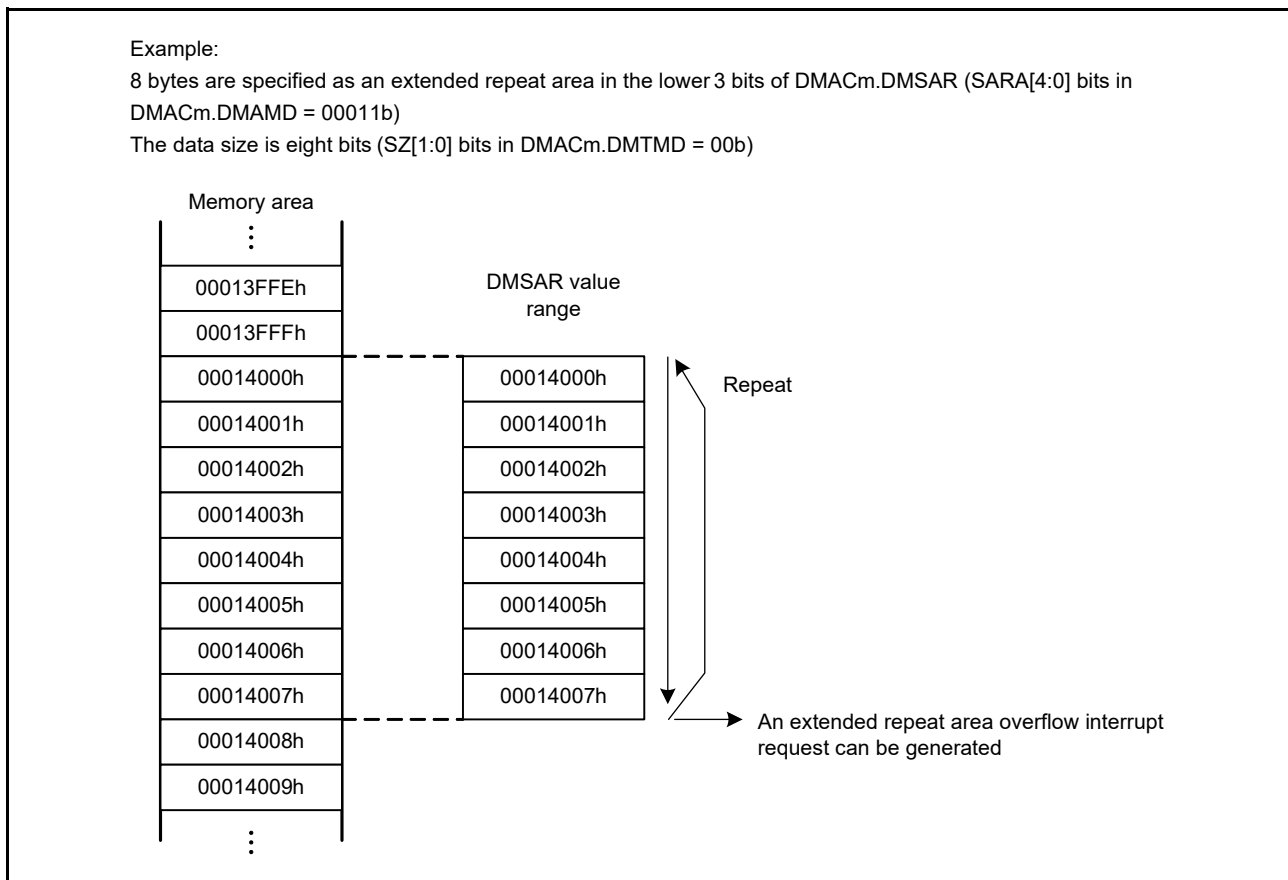 Example:
8 bytes are specified as an extended repeat area in the lower 3 bits of DMACm.DMSAR (SARA[4:0] bits in
DMACm.DMAMD = 00011b)
The data size is eight bits (SZ[1:0] bits in DMACm.DMTMD = 00b)
Memory area
00013FFEh
00013FFFh
00014000h
00014001h
00014002h
00014003h
00014004h
00014005h
00014006h
00014007h
00014008h
00014009h
DMSAR value
range
00014000h
00014001h
00014002h
00014003h
00014004h
00014005h
00014006h
00014007h
Repeat
An extended repeat area overflow interrupt
request can be generated